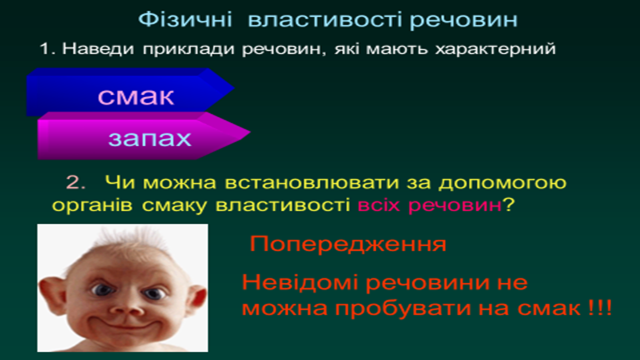 Фізичні властивості речовин
1. Наведи приклади речовин, які мають характерний
смак
запах
2. Чи можна встановлювати за допомогою
органів смаку властивості всіх речовин?
Попередження
Невідомі речовини не
можна пробувати на смак !!!